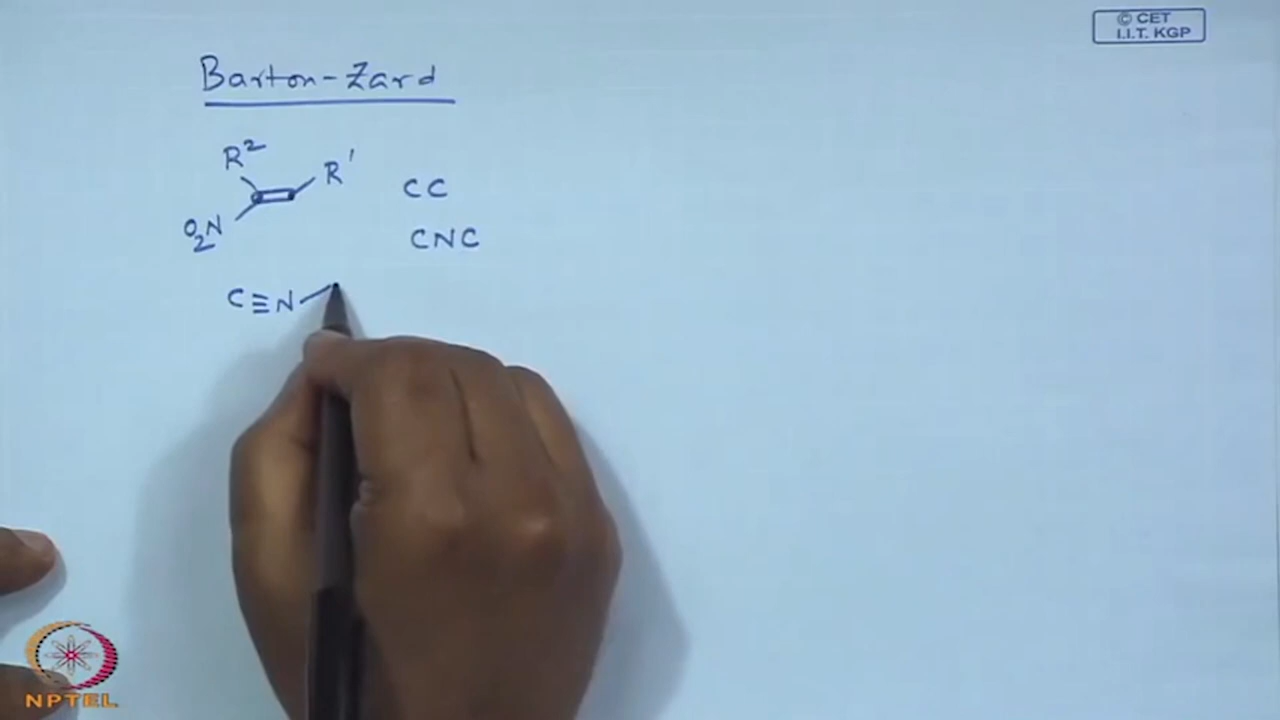 © CET
I.I.T. KGP
Barton-Zard
R² R'
O₂N
CC
CNC
C≡N
NPTEL